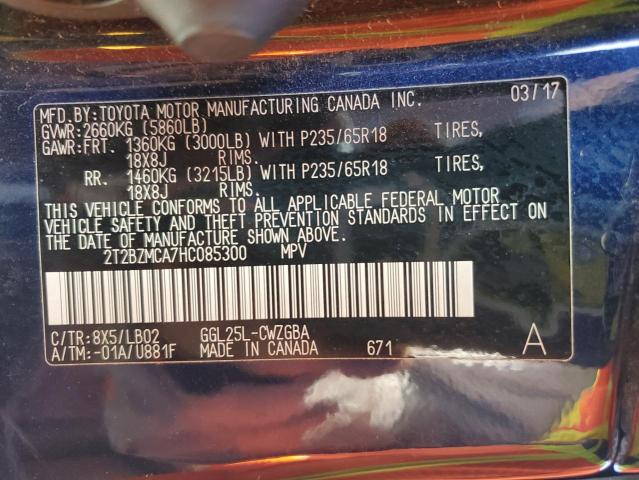 MFD.BY:TOYOTA MOTOR MANUFACTURING CANADA INC. 03/17
GVWR:2660KG (5860LB)
GAWR:FRT. 1360KG (3000LB) WITH P235/65R18 TIRES,
18X8J RIMS.
RR. 1460KG (3215LB) WITH P235/65R18 TIRES,
18X8J RIMS.
THIS VEHICLE CONFORMS TO ALL APPLICABLE FEDERAL MOTOR
VEHICLE SAFETY AND THEFT PREVENTION STANDARDS IN EFFECT ON
THE DATE OF MANUFACTURE SHOWN ABOVE.
2T2BZMCA7HC085300 MPV
C/TR:8X5/LB02 GGL25L-CWZGBA
A/TM:-01A/U881F MADE IN CANADA 671 A